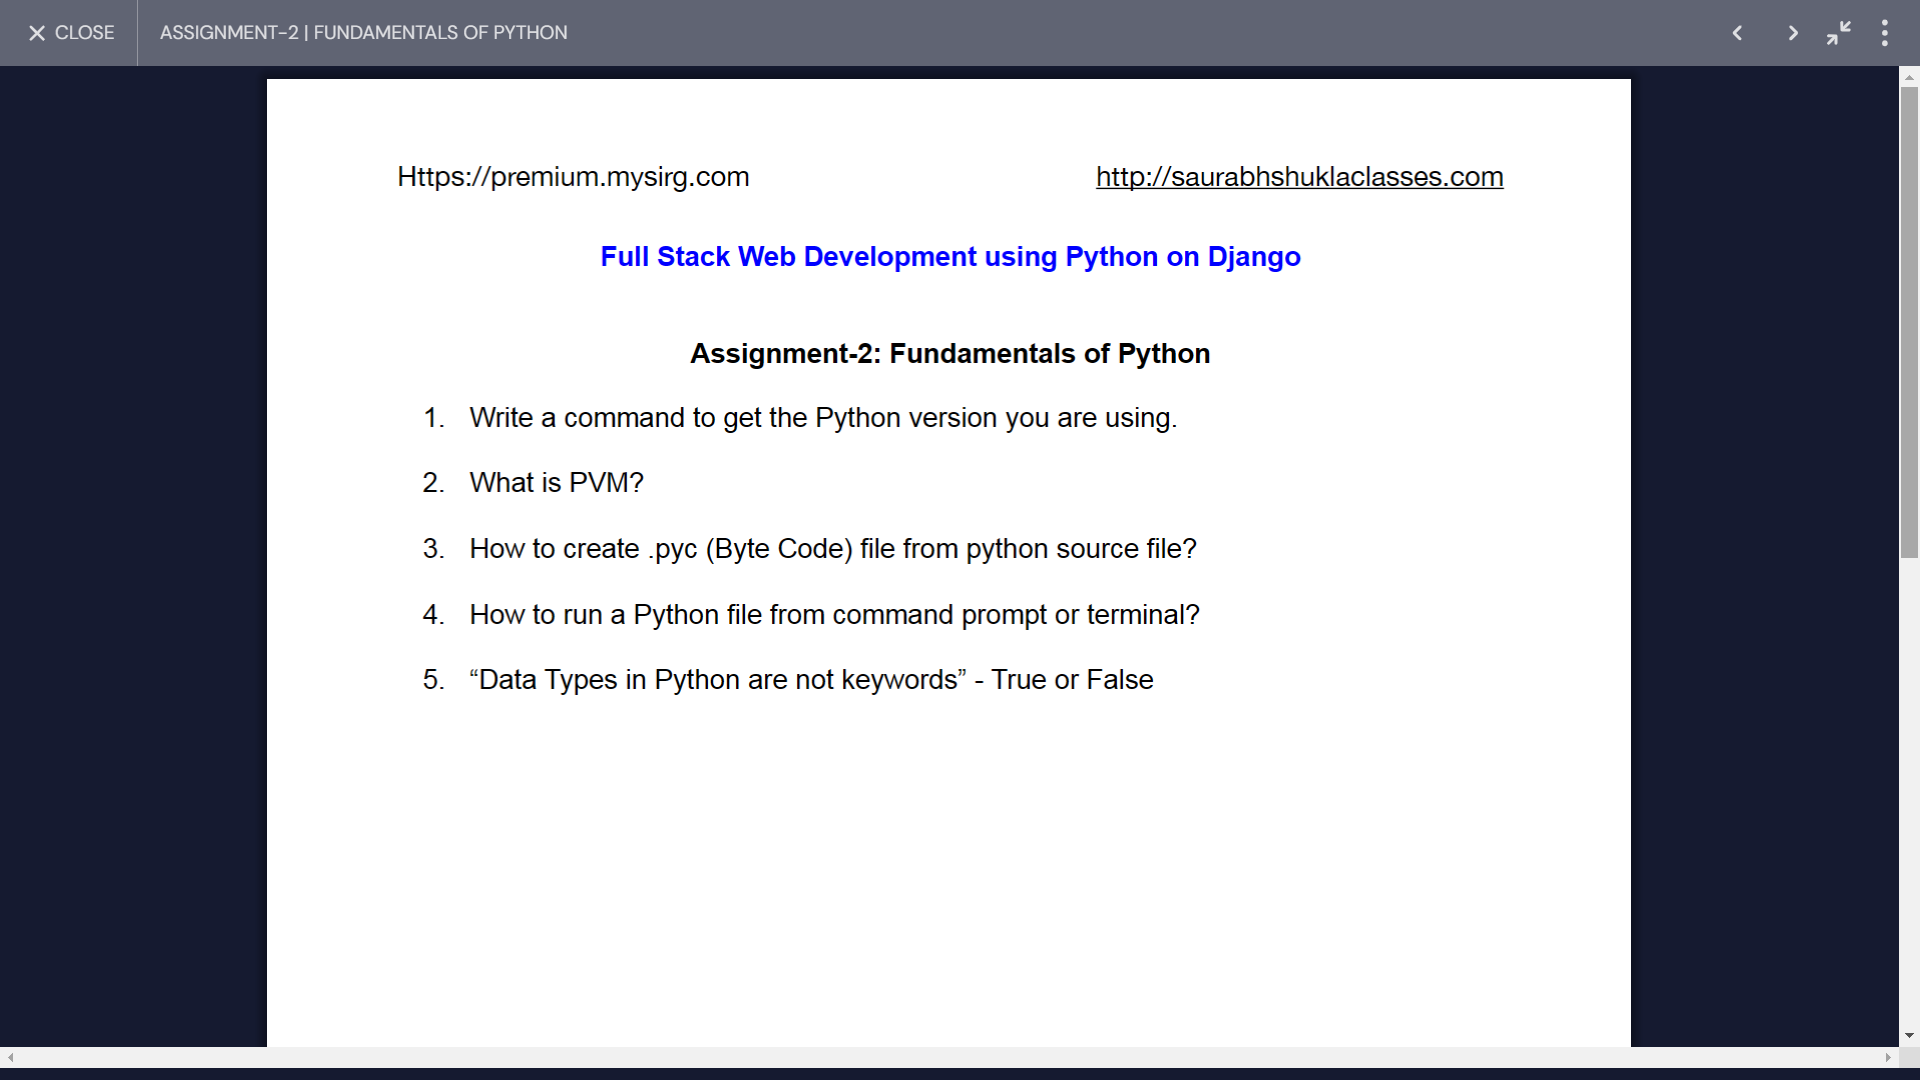 CLOSE
ASSIGNMENT-2 | FUNDAMENTALS OF PYTHON
Https://premium.mysirg.com
http://saurabhshuklaclasses.com
Full Stack Web Development using Python on Django
Assignment-2: Fundamentals of Python
1. Write a command to get the Python version you are using.
2. What is PVM?
3. How to create .pyc (Byte Code) file from python source file?
4. How to run a Python file from command prompt or terminal?
5. “Data Types in Python are not keywords” - True or False